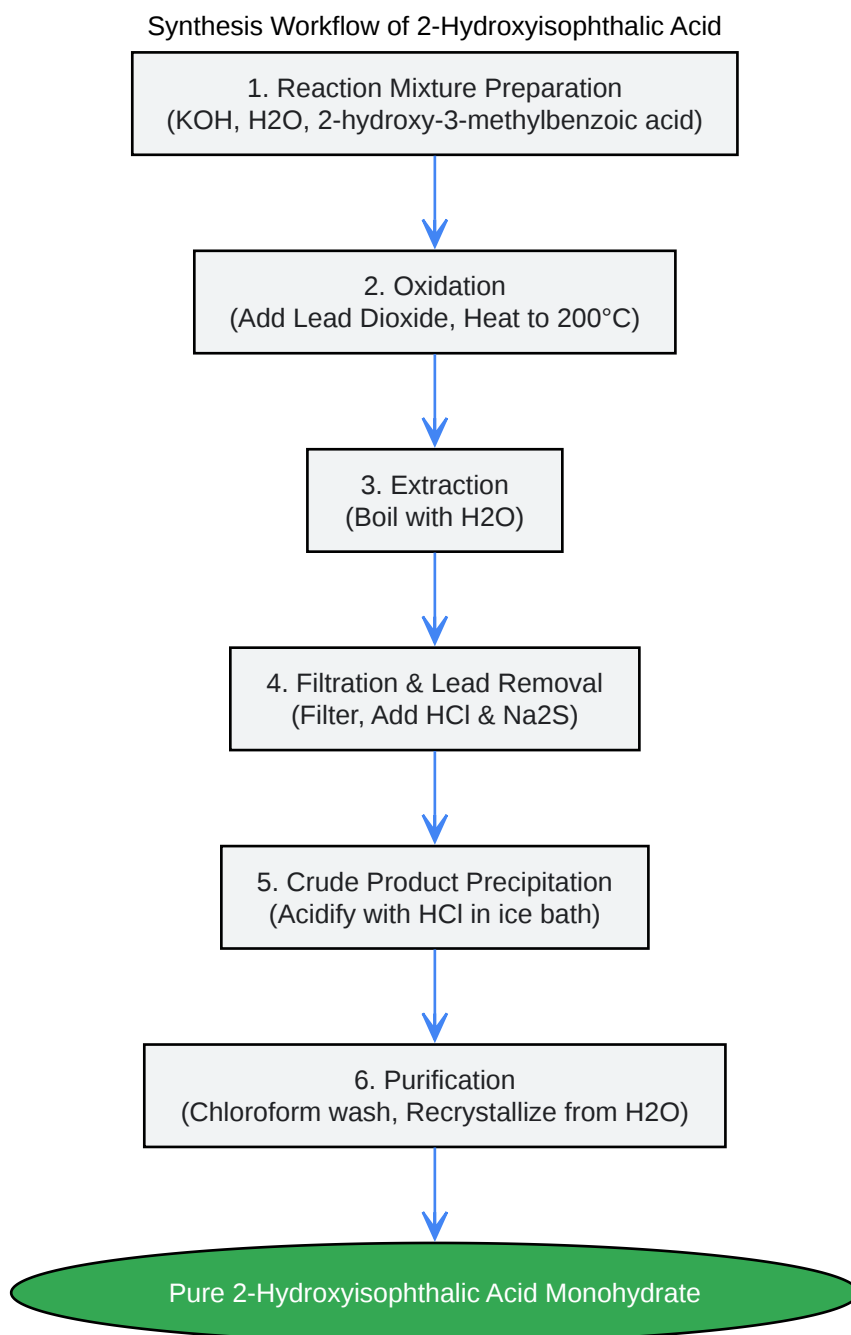 Synthesis Workflow of 2-Hydroxyisophthalic Acid
1. Reaction Mixture Preparation
(KOH, H2O, 2-hydroxy-3-methylbenzoic acid)
2. Oxidation
(Add Lead Dioxide, Heat to 200°C)
3. Extraction
(Boil with H2O)
4. Filtration & Lead Removal
(Filter, Add HCl & Na2S)
5. Crude Product Precipitation
(Acidify with HCl in ice bath)
6. Purification
(Chloroform wash, Recrystallize from H2O)
Pure 2-Hydroxyisophthalic Acid Monohydrate